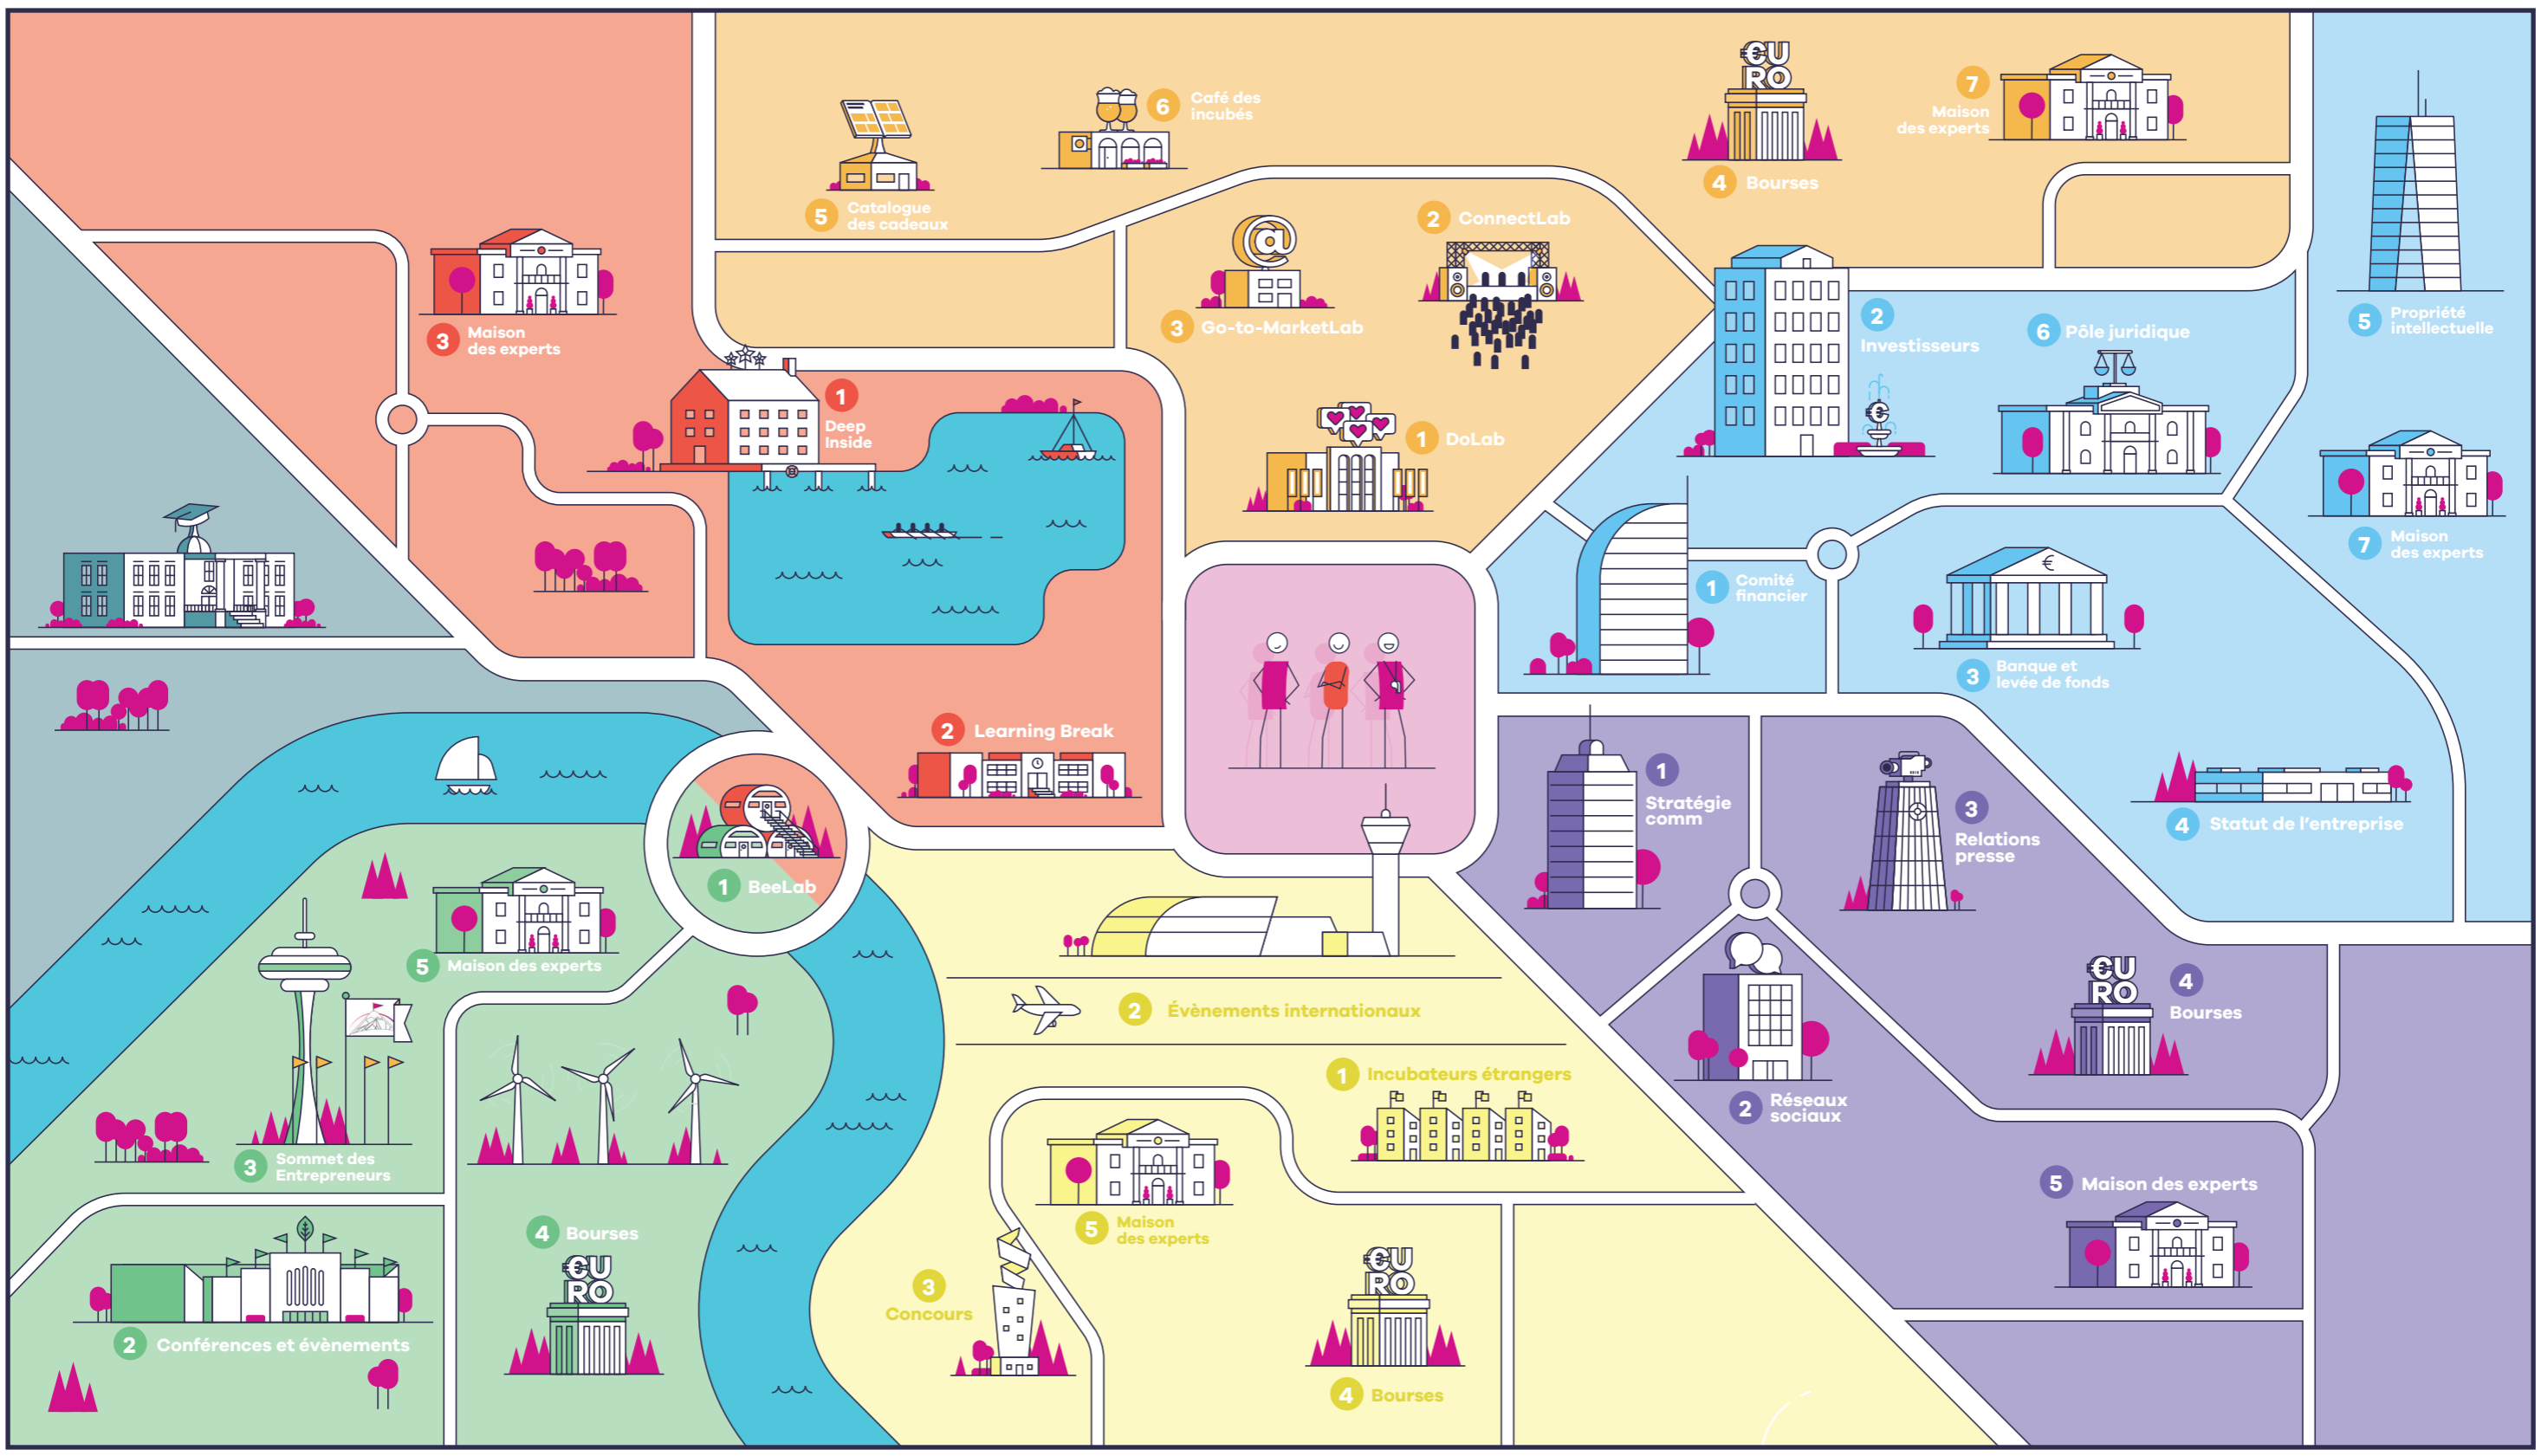 3 Maison
des experts
1
Deep
Inside
2 Learning Break
5 Catalogue
des cadeaux
6 Café des
incubés
@
3 Go-to-MarketLab
2 ConnectLab
1 DoLab
€U
RO
4 Bourses
7
Maison
des experts
2
Investisseurs
€
6 Pôle juridique
5 Propriété
intellectuelle
7 Maison
des experts
1 Comité
financier
€
3 Banque et
levée de fonds
4 Statut de l'entreprise
1
Stratégie
comm
3
Relations
presse
2 Réseaux
sociaux
€U
RO
4
Bourses
5 Maison des experts
1 BeeLab
5 Maison des experts
3 Sommet des
Entrepreneurs
2 Conférences et évènements
4 Bourses
€U
RO
2 Évènements internationaux
1 Incubateurs étrangers
5 Maison
des experts
3
Concours
€U
RO
4 Bourses